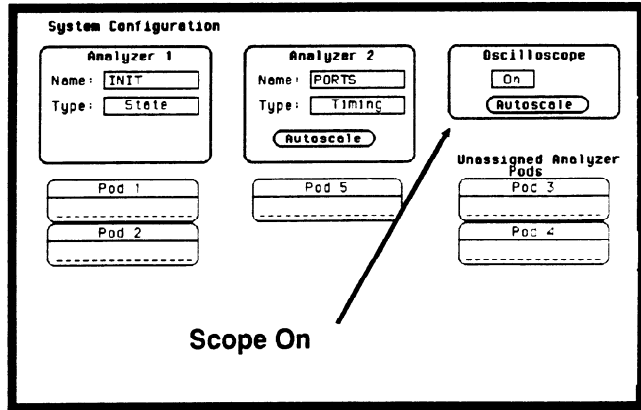 System Configuration
Analyzer 1
Name: INIT
Type: State
Analyzer 2
Name: PORTS
Type: Timing
Autoscale
Oscilloscope
On
Autoscale
Pod 1
Pod 2
Pod 5
Unassigned Analyzer
Pods
Pod 3
Pod 4
Scope On